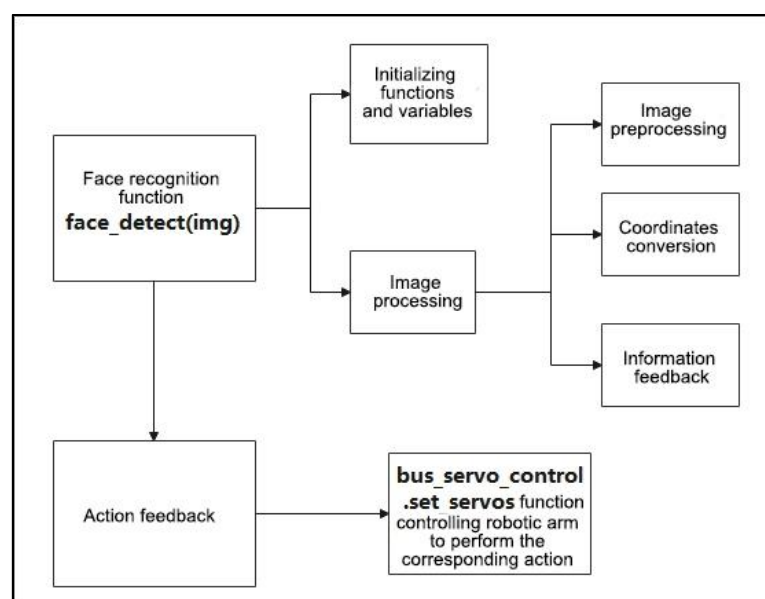 Initializing
functions
and variables
Image
preprocessing
Face recognition
function
face_detect(img)
Coordinates
conversion
Image
processing
Information
feedback
Action feedback
bus_servo_control
.set_servos function
controlling robotic arm
to perform the
corresponding action